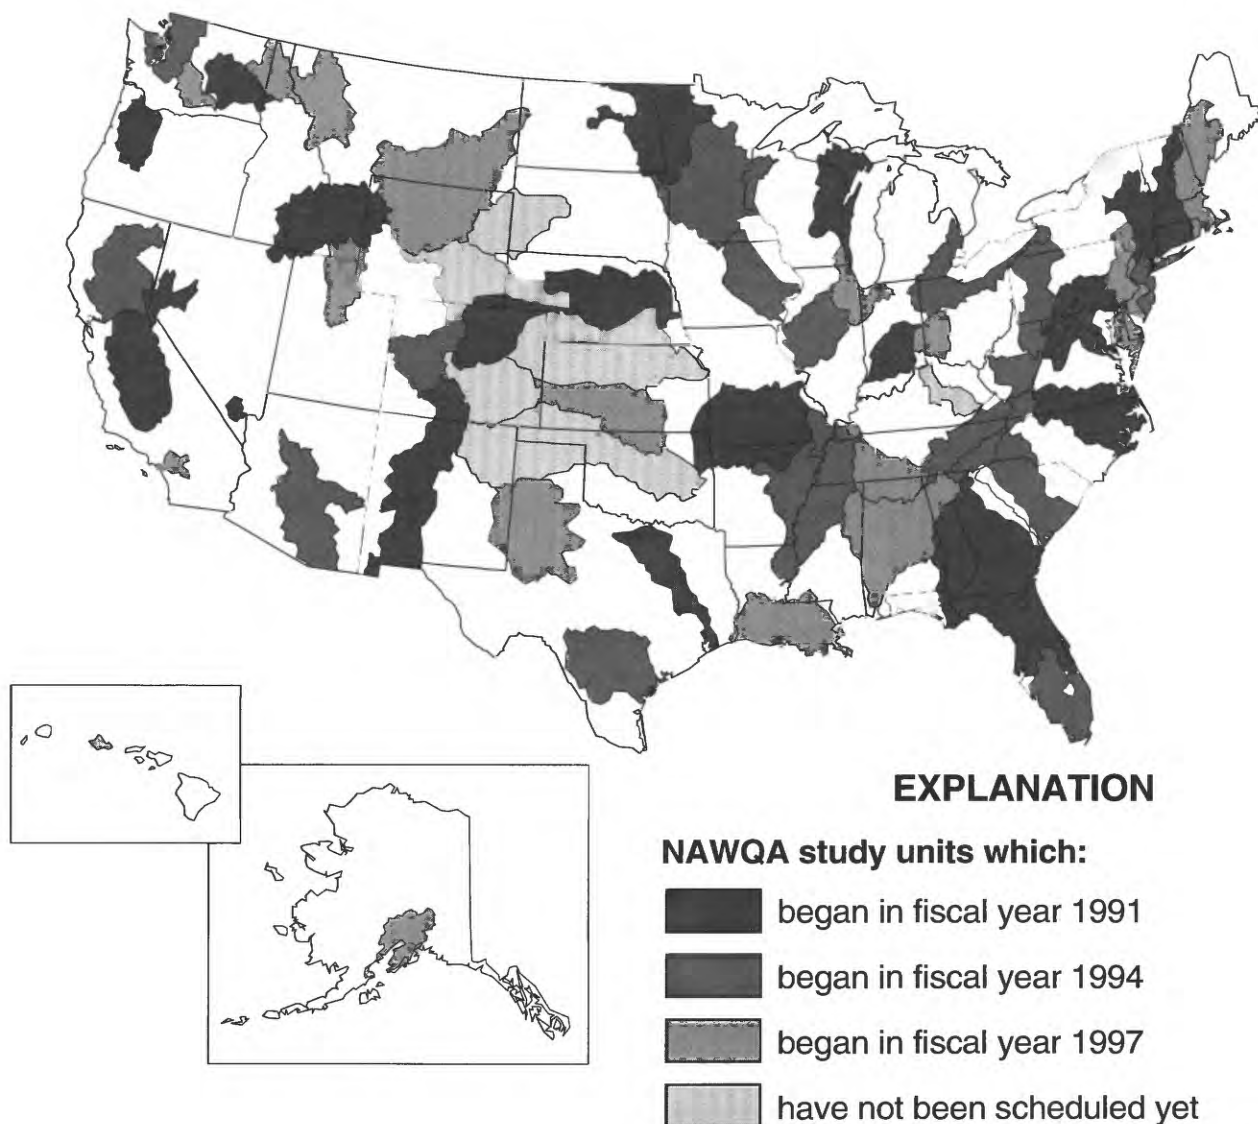 EXPLANATION
NAWQA study units which:
began in fiscal year 1991
began in fiscal year 1994
began in fiscal year 1997
have not been scheduled yet